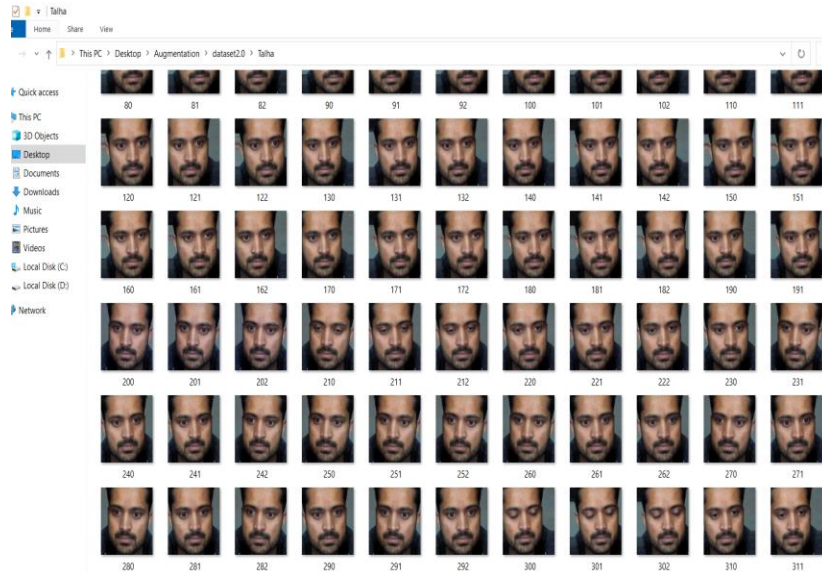 Talha
Home Share View
This PC > Desktop > Augmentation > dataset2.0 > Talha
Quick access
This PC
3D Objects
Desktop
Documents
Downloads
Music
Pictures
Videos
Local Disk (C:)
Local Disk (D:)
Network
80 81 82 90 91 92 100 101 102 110 111
120 121 122 130 131 132 140 141 142 150 151
160 161 162 170 171 172 180 181 182 190 191
200 201 202 210 211 212 220 221 222 230 231
240 241 242 250 251 252 260 261 262 270 271
280 281 282 290 291 292 300 301 302 310 311